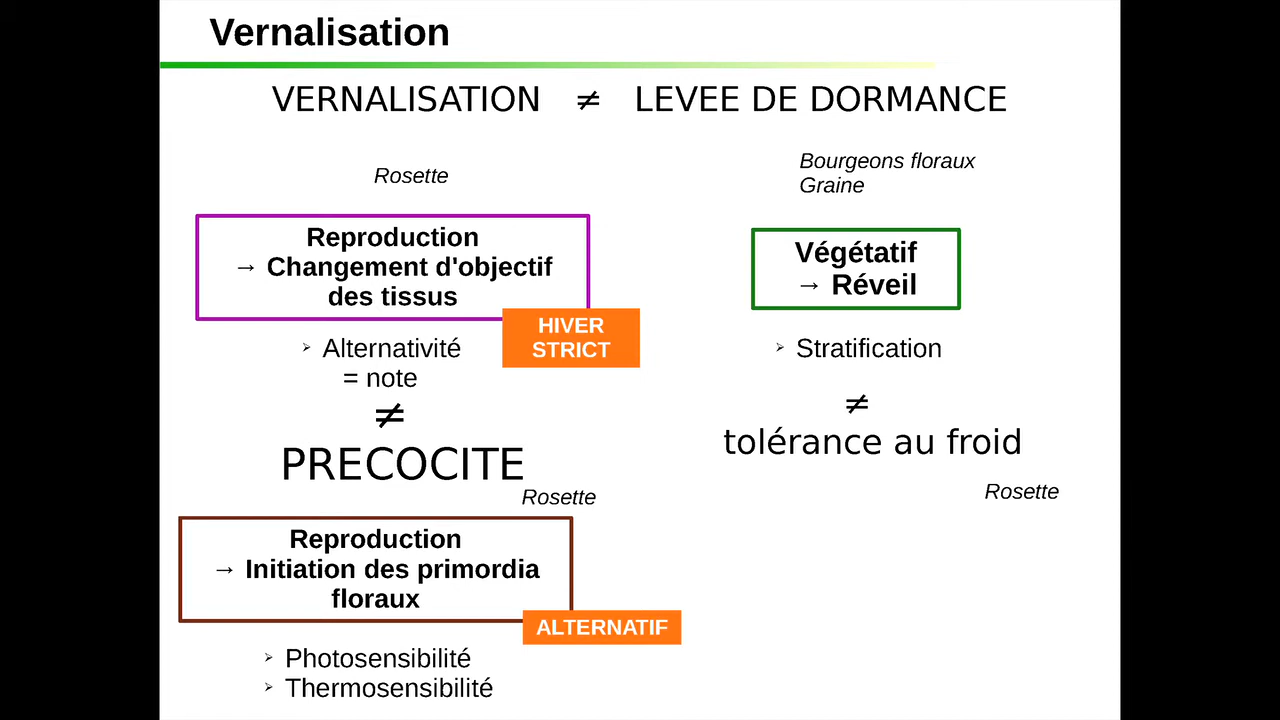 Vernalisation
VERNALISATION ≠ LEVEE DE DORMANCE
Rosette
Bourgeons floraux
Graine
Reproduction
→ Changement d'objectif
des tissus
HIVER
STRICT
Végétatif
→ Réveil
➢ Alternativité
= note
➢ Stratification
≠
PRECOCITE
≠
tolérance au froid
Rosette
Rosette
Reproduction
→ Initiation des primordia
floraux
ALTERNATIF
➢ Photosensibilité
➢ Thermosensibilité